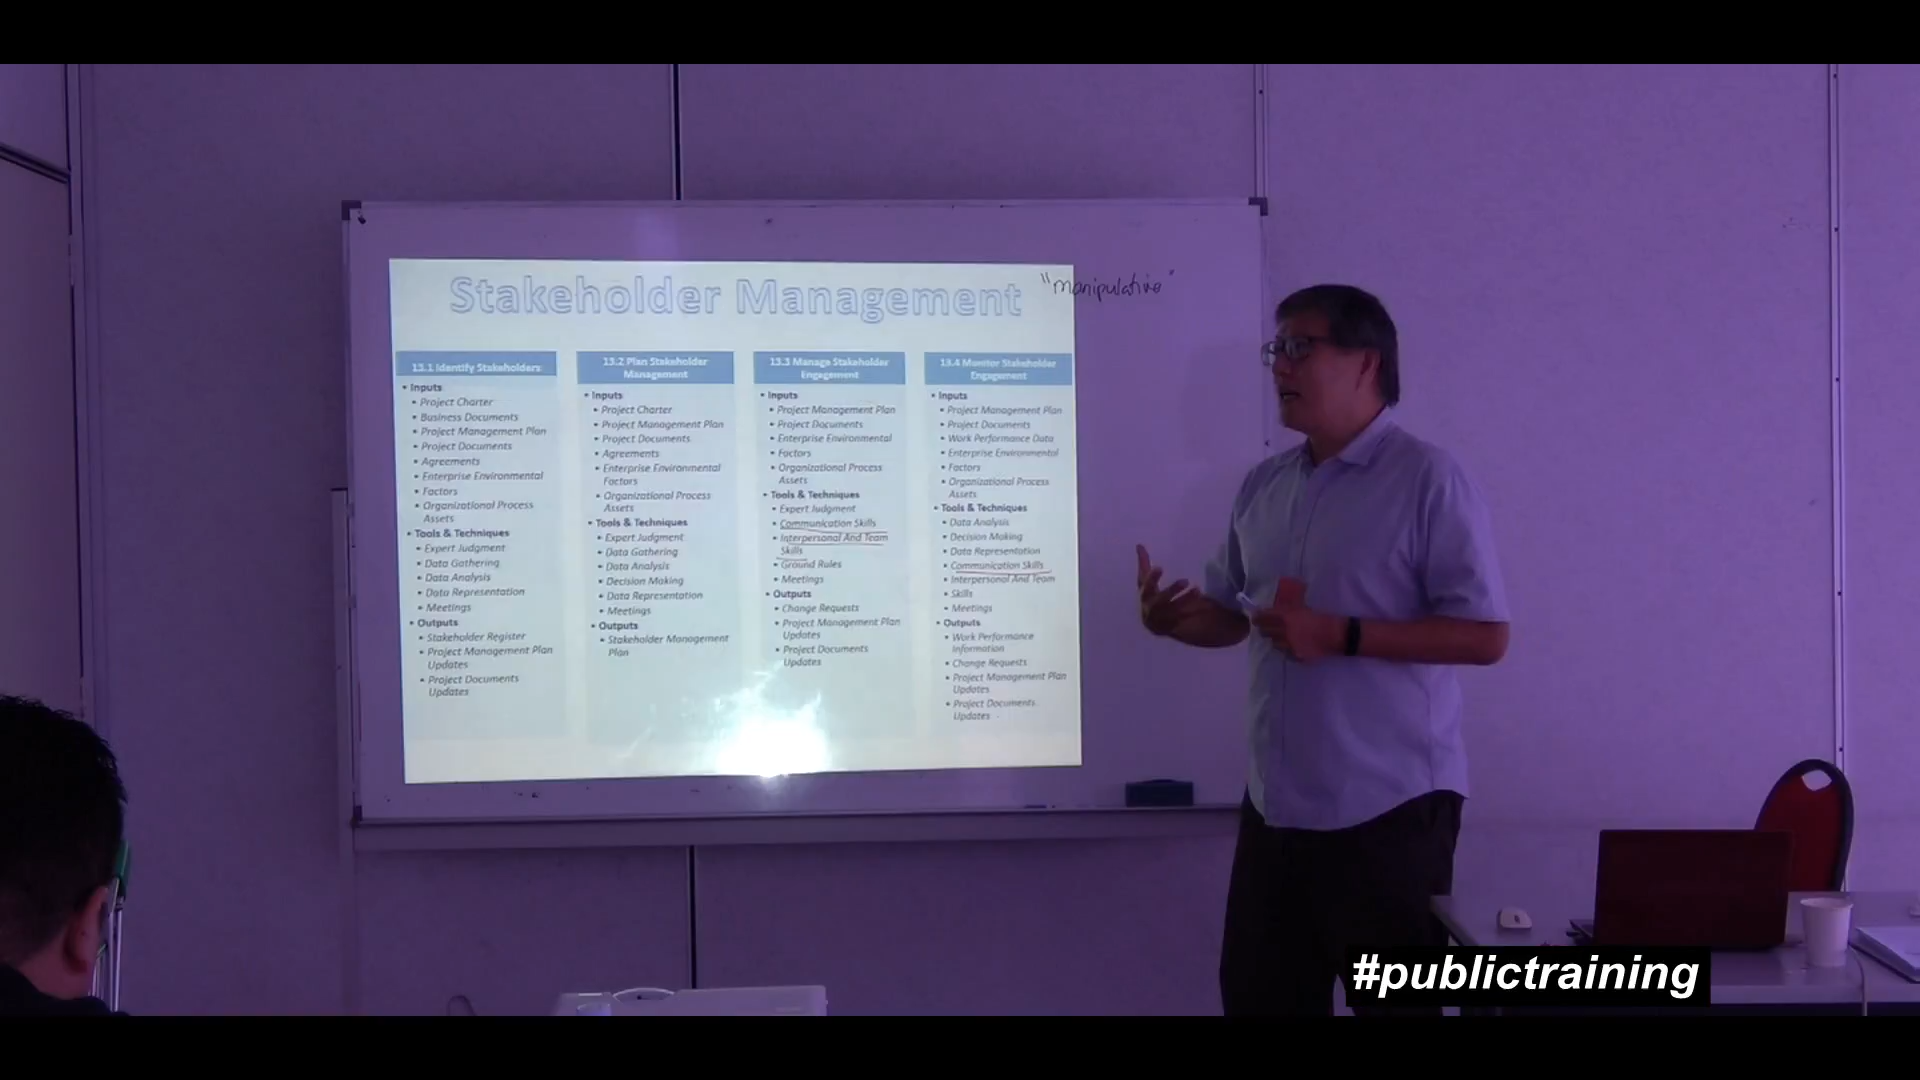 Stakeholder Management
"manipulative"
13.1 Identify Stakeholders
• Inputs
• Project Charter
• Business Documents
• Project Management Plan
• Project Documents
• Agreements
• Enterprise Environmental
• Factors
• Organizational Process
Assets
• Tools & Techniques
• Expert Judgment
• Data Gathering
• Data Analysis
• Data Representation
• Meetings
• Outputs
• Stakeholder Register
• Project Management Plan
Updates
• Project Documents
Updates
13.2 Plan Stakeholder
Management
• Inputs
• Project Charter
• Project Management Plan
• Project Documents
• Agreements
• Enterprise Environmental
Factors
• Organizational Process
Assets
• Tools & Techniques
• Expert Judgment
• Data Gathering
• Data Analysis
• Decision Making
• Data Representation
• Meetings
• Outputs
• Stakeholder Management
Plan
13.3 Manage Stakeholder
Engagement
• Inputs
• Project Management Plan
• Project Documents
• Enterprise Environmental
• Factors
• Organizational Process
Assets
• Tools & Techniques
• Expert Judgment
• Communication Skills
• Interpersonal And Team
Skills
• Ground Rules
• Meetings
• Outputs
• Change Requests
• Project Management Plan
Updates
• Project Documents
Updates
13.4 Monitor Stakeholder
Engagement
• Inputs
• Project Management Plan
• Project Documents
• Work Performance Data
• Enterprise Environmental
• Factors
• Organizational Process
Assets
• Tools & Techniques
• Data Analysis
• Decision Making
• Data Representation
• Communication Skills
• Interpersonal And Team
• Skills
• Meetings
• Outputs
• Work Performance
Information
• Change Requests
• Project Management Plan
Updates
• Project Documents
Updates
#publictraining